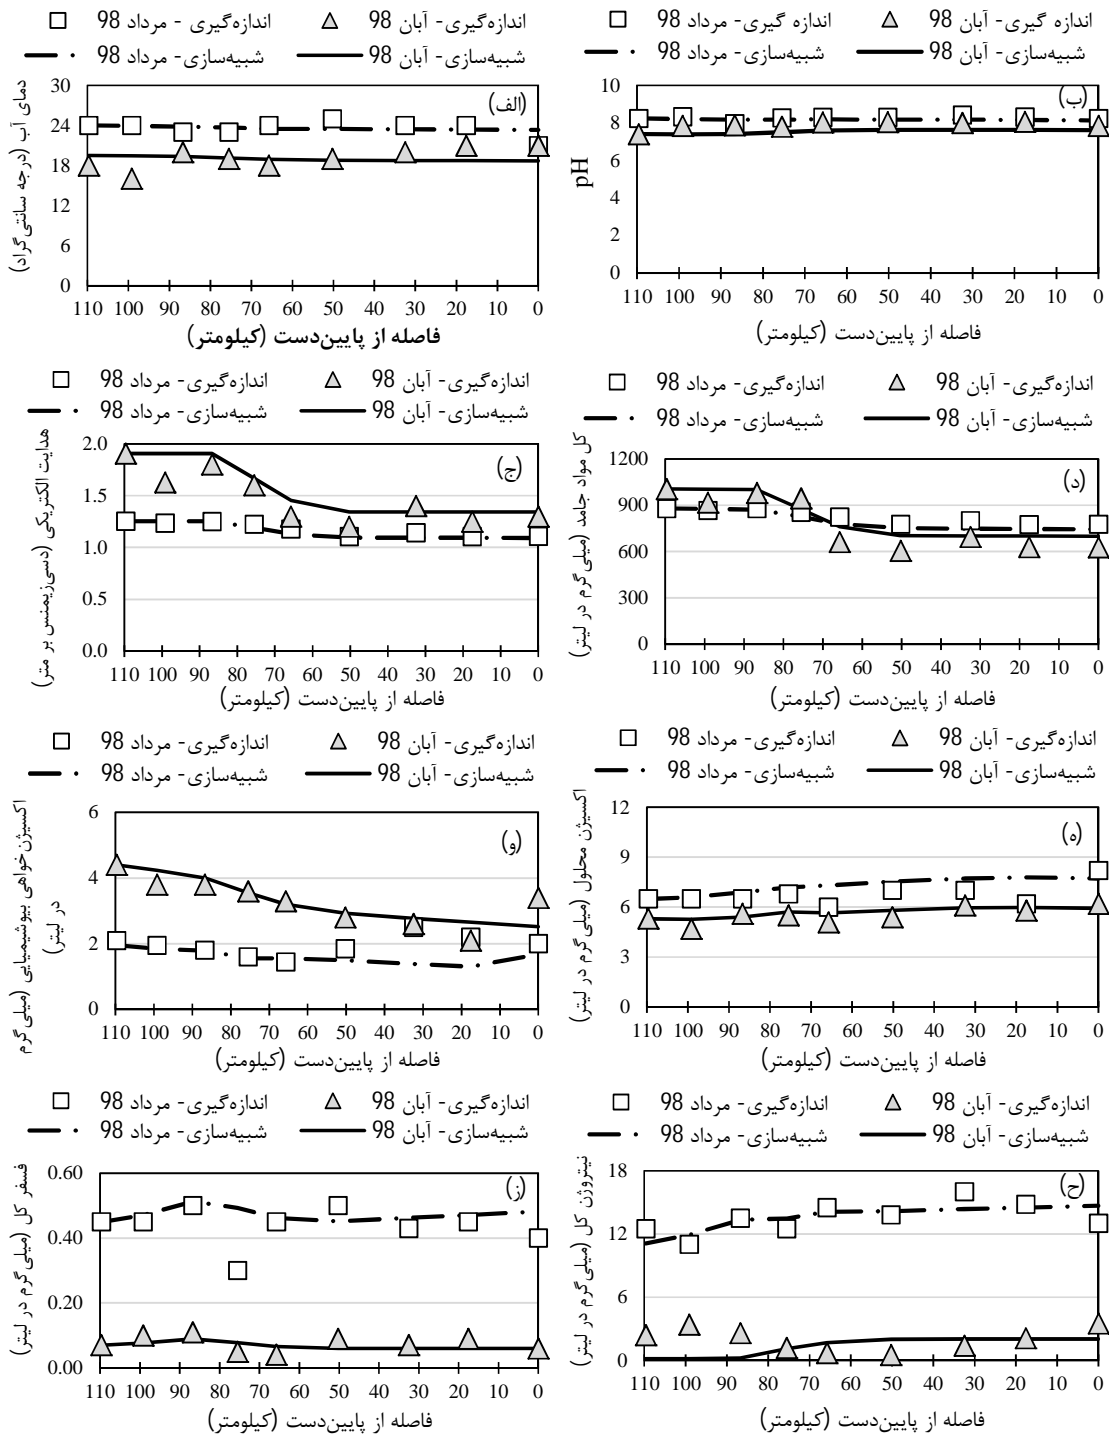 اندازه‌گیری - مرداد 98 اندازه‌گیری- آبان 98
شبیه‌سازی- مرداد 98 شبیه‌سازی- آبان 98
(الف)
دمای آب (درجه سانتی‌گراد)
30
24
18
12
6
0
110 100 90 80 70 60 50 40 30 20 10 0
فاصله از پایین‌دست (کیلومتر)
اندازه گیری - مرداد 98 اندازه گیری- آبان 98
شبیه‌سازی- مرداد 98 شبیه‌سازی- آبان 98
(ب)
pH
10
8
6
4
2
0
110 100 90 80 70 60 50 40 30 20 10 0
فاصله از پایین‌دست (کیلومتر)
اندازه‌گیری- مرداد 98 اندازه‌گیری- آبان 98
شبیه‌سازی- مرداد 98 شبیه‌سازی- آبان 98
(ج)
هدایت الکتریکی (دسی‌زیمنس بر متر)
2.0
1.5
1.0
0.5
0.0
110 100 90 80 70 60 50 40 30 20 10 0
فاصله از پایین‌دست (کیلومتر)
اندازه‌گیری- مرداد 98 اندازه‌گیری- آبان 98
شبیه‌سازی- مرداد 98 شبیه‌سازی- آبان 98
(د)
کل مواد جامد (میلی‌گرم در لیتر)
1200
900
600
300
0
110 100 90 80 70 60 50 40 30 20 10 0
فاصله از پایین‌دست (کیلومتر)
اندازه‌گیری- مرداد 98 اندازه‌گیری- آبان 98
شبیه‌سازی- مرداد 98 شبیه‌سازی- آبان 98
(و)
اکسیژن‌خواهی بیوشیمیایی (میلی‌گرم
در لیتر)
6
4
2
0
110 100 90 80 70 60 50 40 30 20 10 0
فاصله از پایین‌دست (کیلومتر)
اندازه‌گیری- مرداد 98 اندازه‌گیری- آبان 98
شبیه‌سازی- مرداد 98 شبیه‌سازی- آبان 98
(ه)
اکسیژن محلول (میلی‌گرم در لیتر)
12
9
6
3
0
110 100 90 80 70 60 50 40 30 20 10 0
فاصله از پایین‌دست (کیلومتر)
اندازه‌گیری- مرداد 98 اندازه‌گیری- آبان 98
شبیه‌سازی- مرداد 98 شبیه‌سازی- آبان 98
(ز)
فسفر کل (میلی‌گرم در لیتر)
0.60
0.40
0.20
0.00
110 100 90 80 70 60 50 40 30 20 10 0
فاصله از پایین‌دست (کیلومتر)
اندازه‌گیری- مرداد 98 اندازه‌گیری- آبان 98
شبیه‌سازی- مرداد 98 شبیه‌سازی- آبان 98
(ح)
نیتروژن کل (میلی‌گرم در لیتر)
18
12
6
0
110 100 90 80 70 60 50 40 30 20 10 0
فاصله از پایین‌دست (کیلومتر)